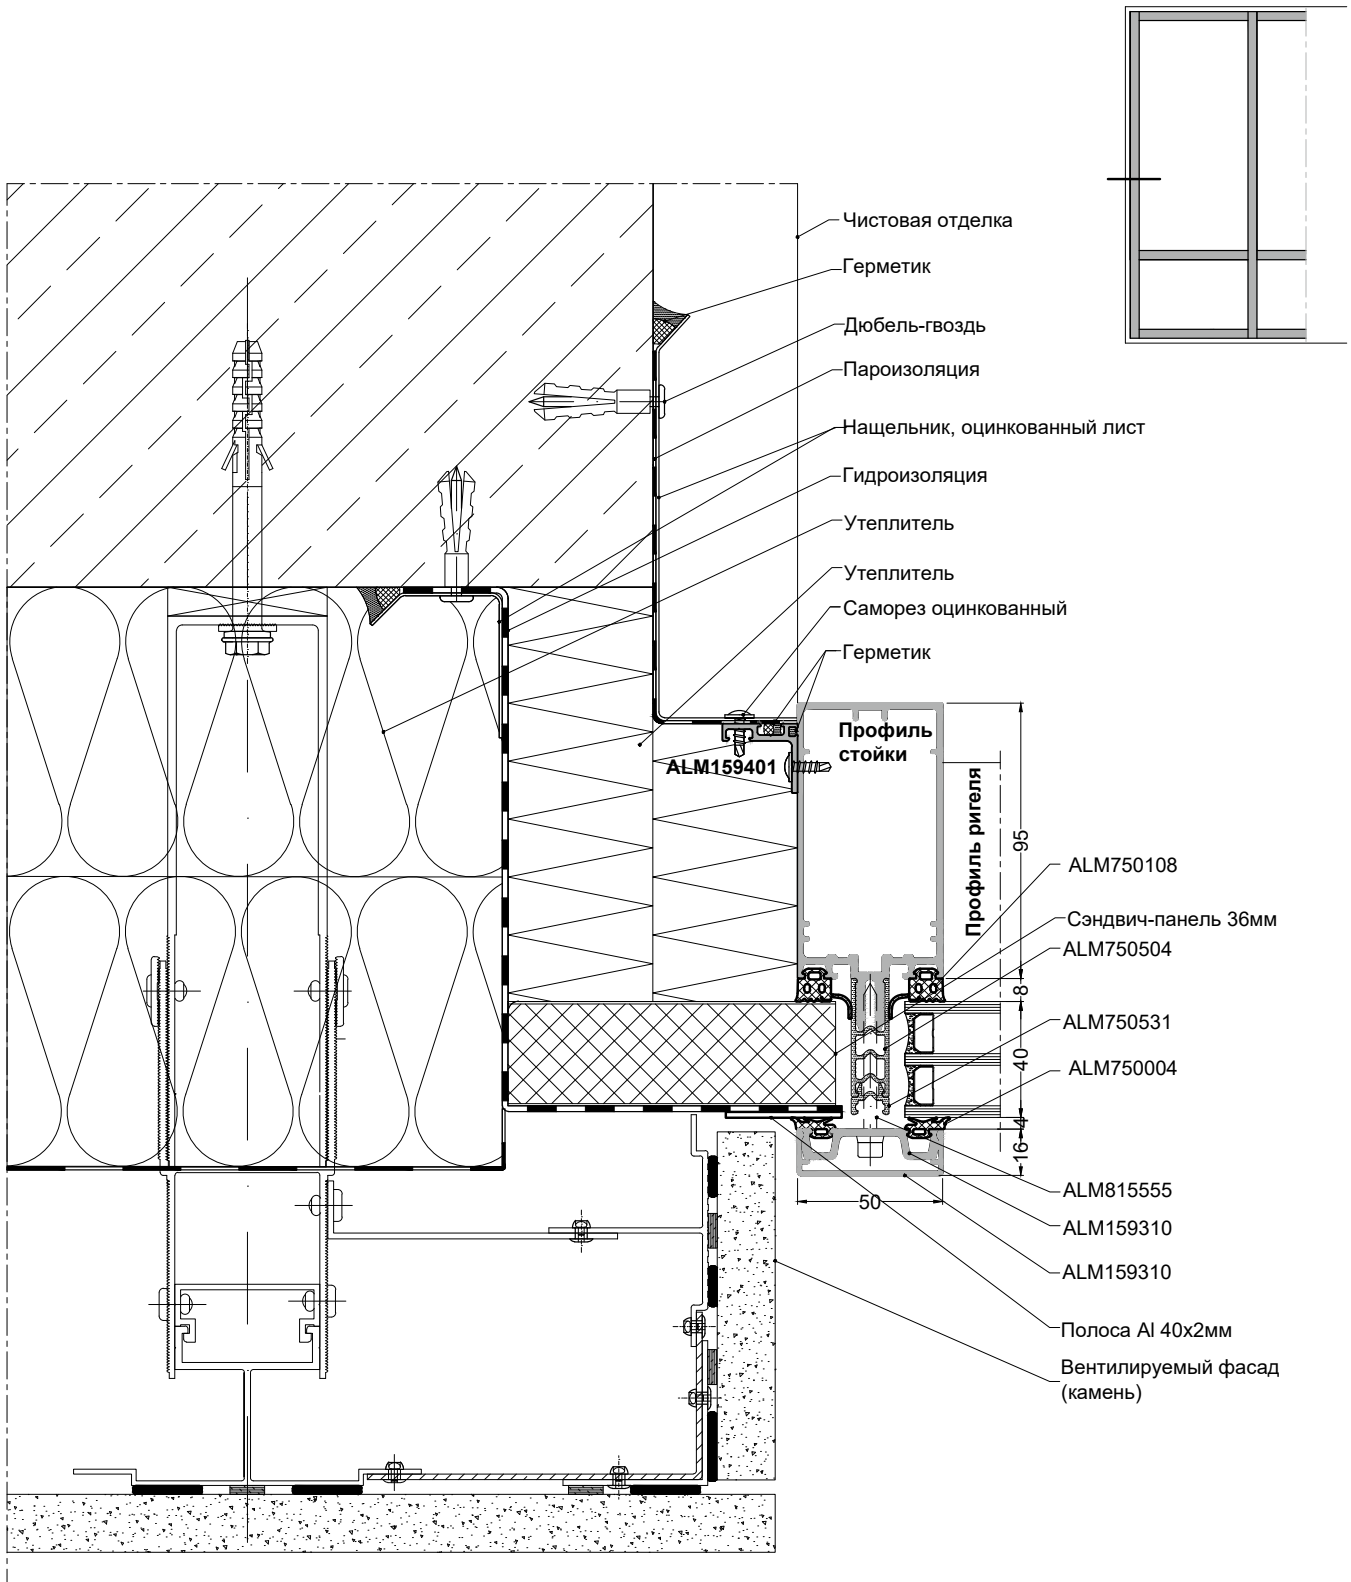 Чистовая отделка
Герметик
Дюбель-гвоздь
Пароизоляция
Нащельник, оцинкованный лист
Гидроизоляция
Утеплитель
Утеплитель
Саморез оцинкованный
Герметик
Профиль
стойки
ALM159401
Профиль ригеля
95
8
40
4
16
50
ALM750108
Сэндвич-панель 36мм
ALM750504
ALM750531
ALM750004
ALM815555
ALM159310
ALM159310
Полоса Al 40х2мм
Вентилируемый фасад
(камень)